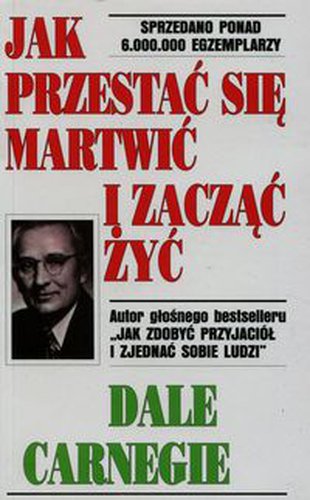 JAK
SPRZEDANO PONAD
6.000.000 EGZEMPLARZY
PRZESTAĆ SIĘ
MARTWIĆ
I ZACZĄĆ
ŻYĆ
Autor głośnego bestselleru
„JAK ZDOBYĆ PRZYJACIÓŁ
I ZJEDNAĆ SOBIE LUDZI"
DALE
CARNEGIE